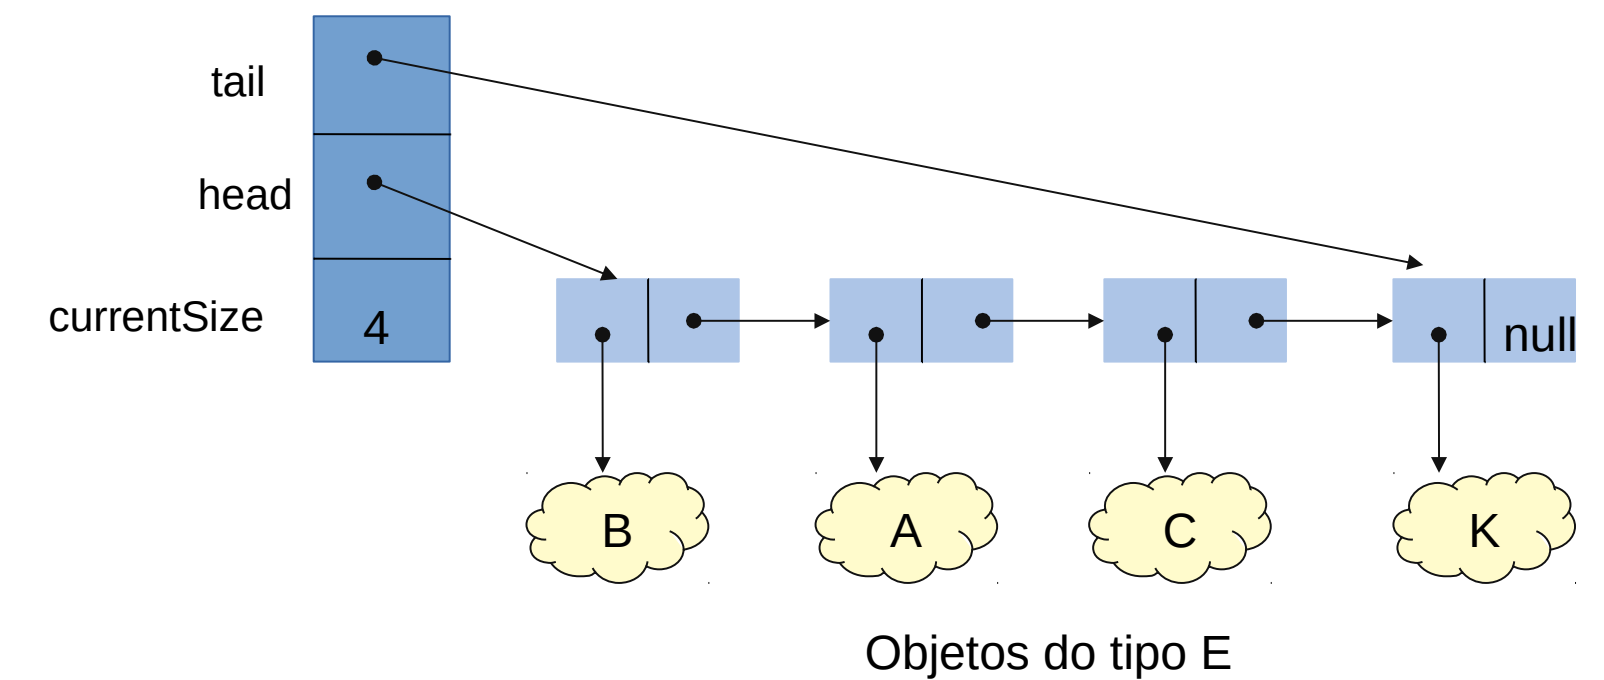 tail
head
currentSize
4
null
B
A
C
K
Objetos do tipo E